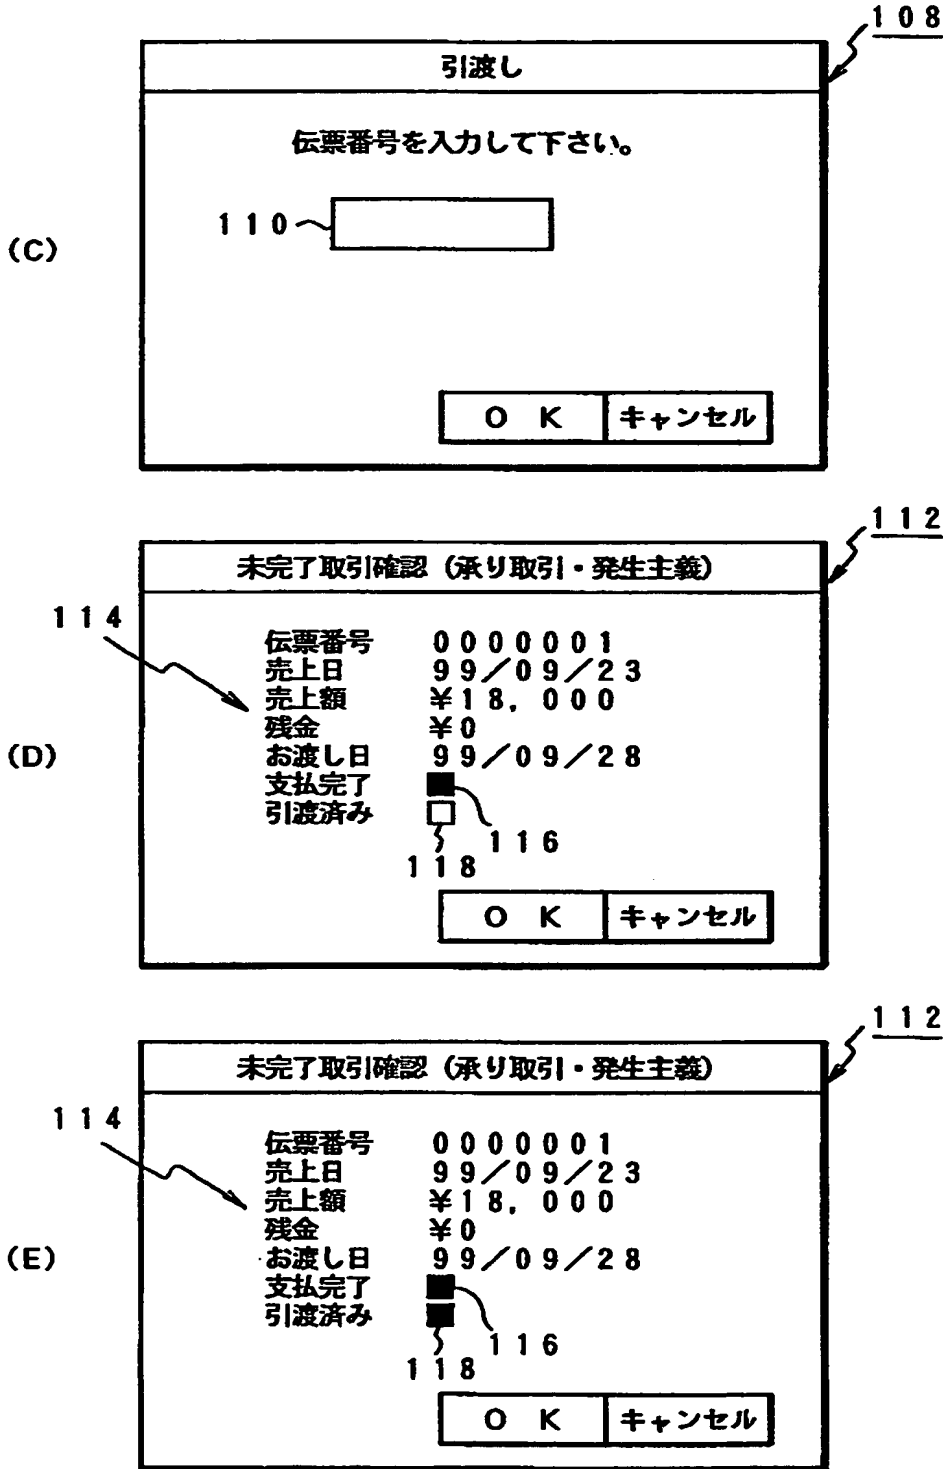 108
引渡し
伝票番号を入力して下さい。
110
(C)
OK キャンセル
112
未完了取引確認（承り取引・発生主義）
114
伝票番号 0000001
売上日 99／09／23
売上額 ¥18,000
残金 ¥0
(D)
お渡し日 99／09／28
支払完了
引渡済み
116
118
OK キャンセル
112
未完了取引確認（承り取引・発生主義）
114
伝票番号 0000001
売上日 99／09／23
売上額 ¥18,000
残金 ¥0
(E)
お渡し日 99／09／28
支払完了
引渡済み
116
118
OK キャンセル